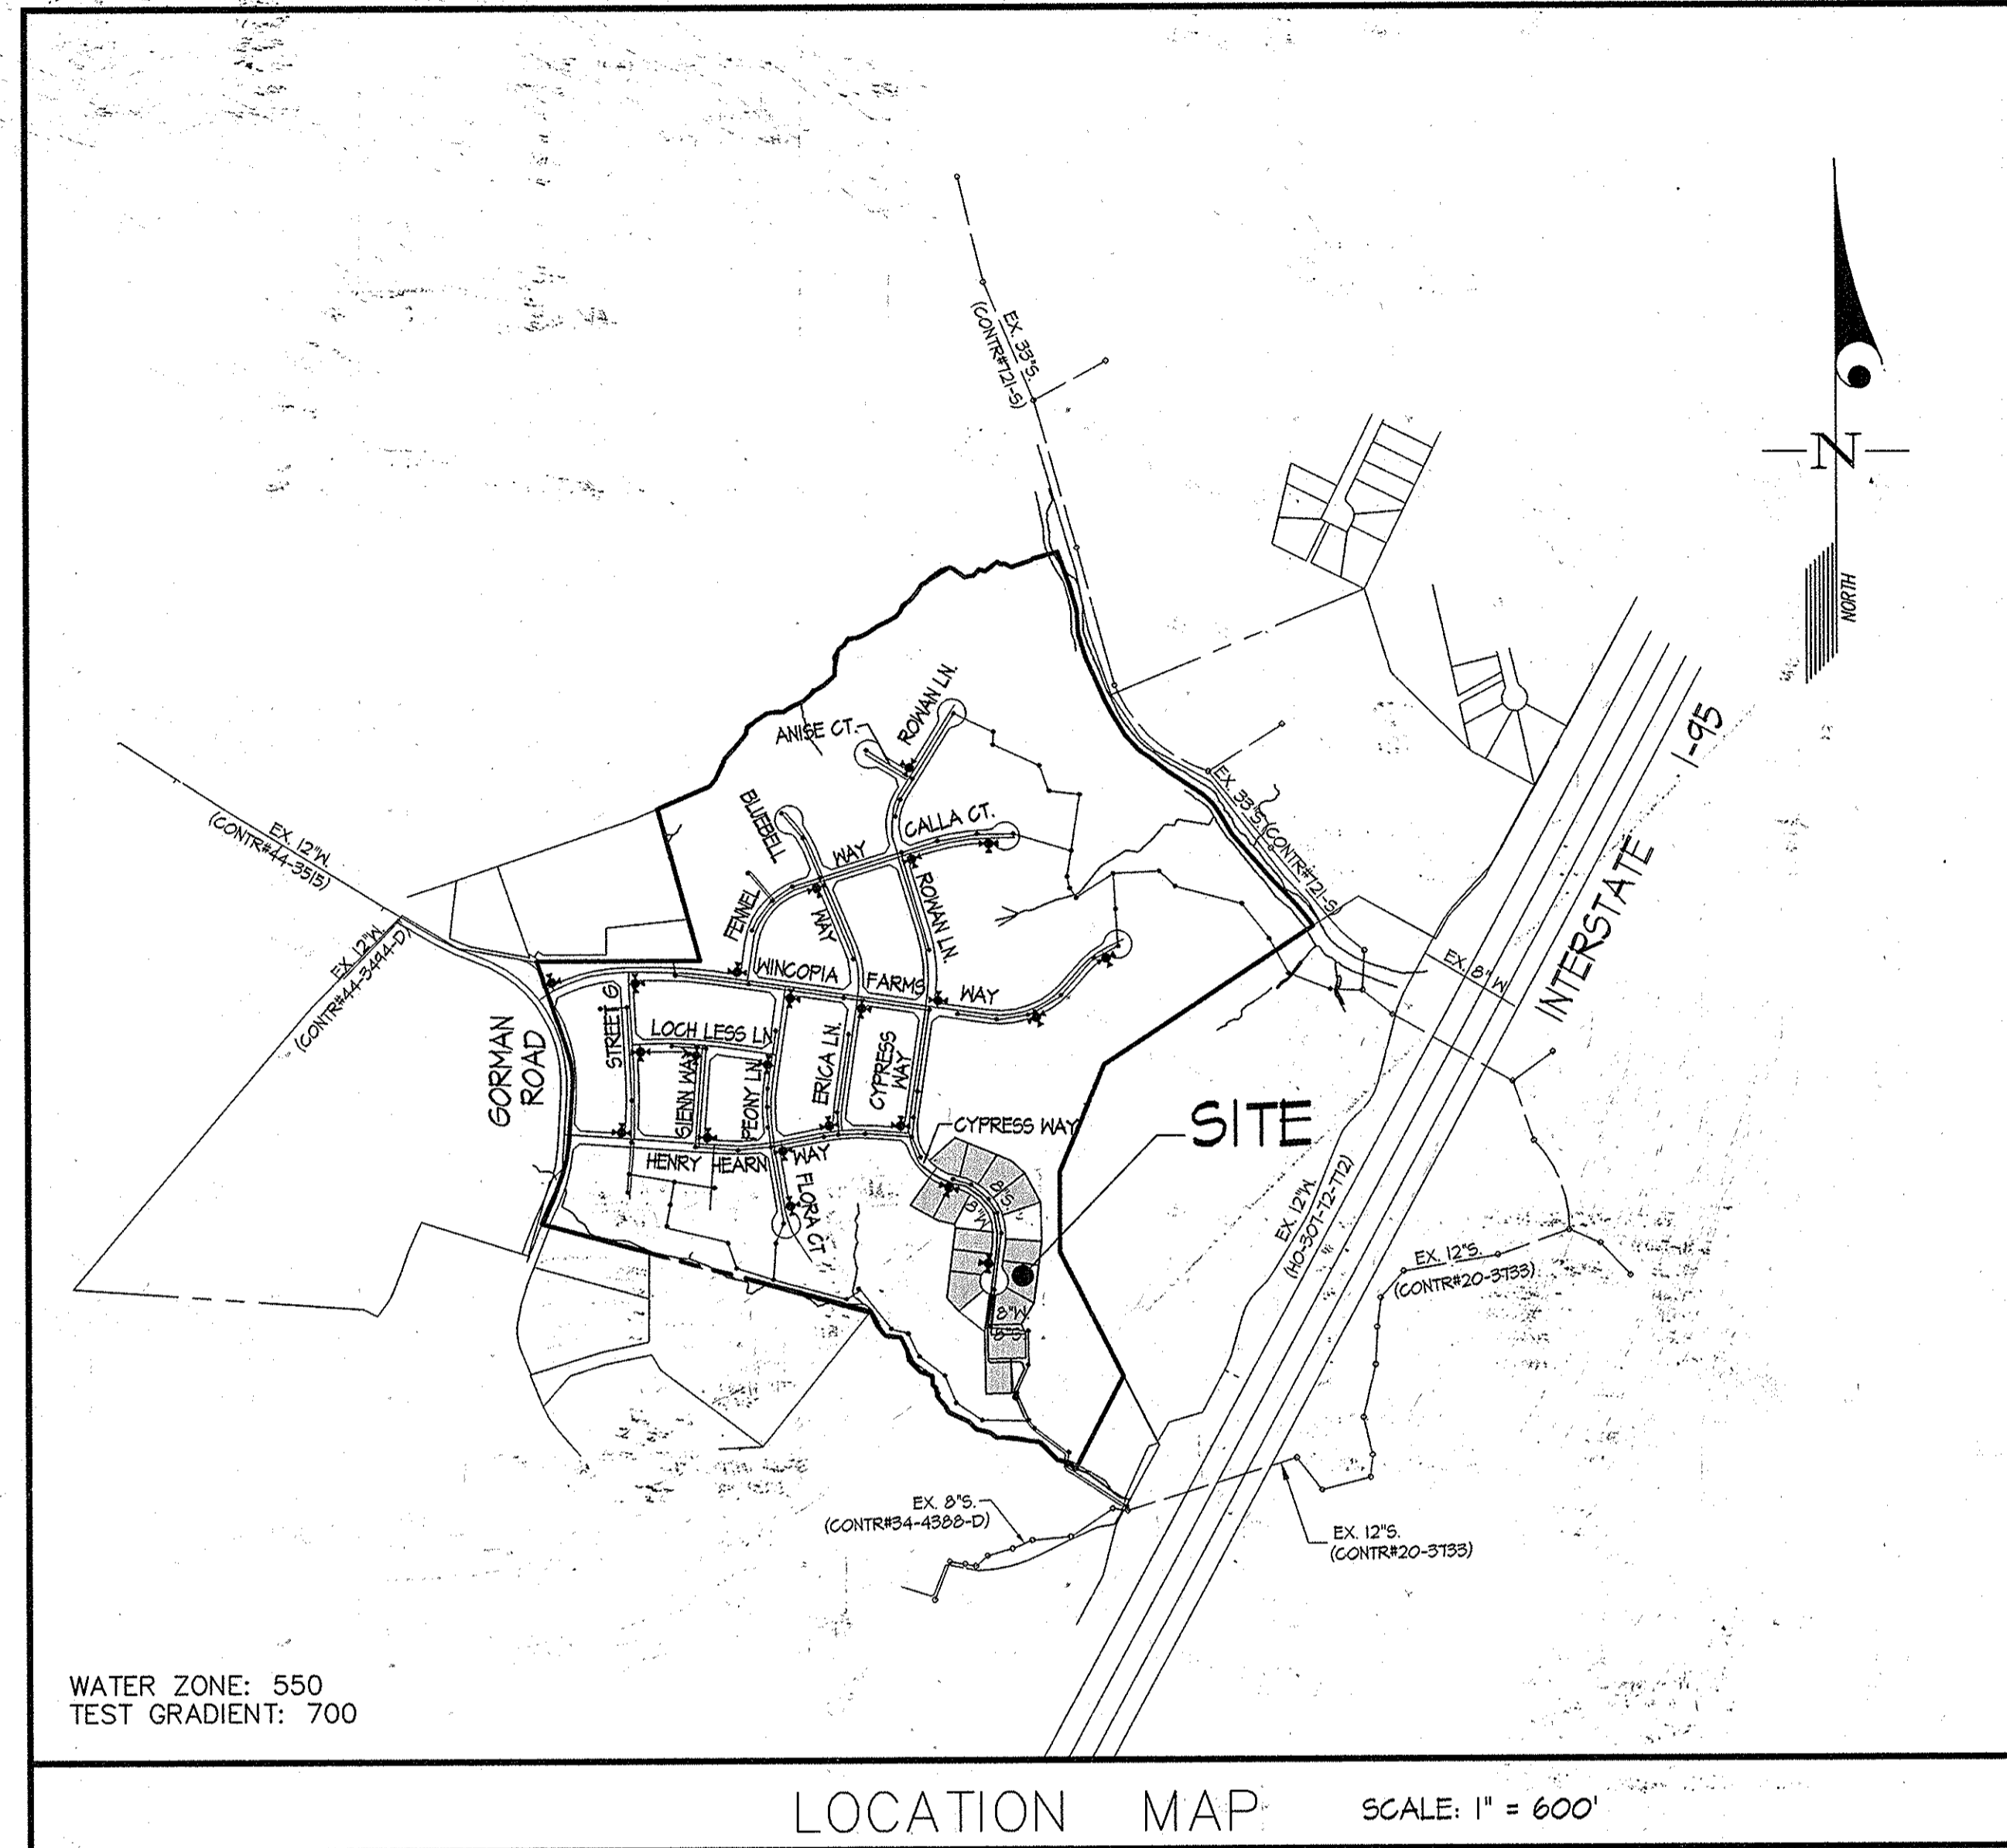 EX. 33"S.
(CONTR#721-S)
N
NORTH
ROWAN LN.
ANISE CT.
I-95
BLUEBELL
CALLA CT.
EX. 33"S.(CONTR#721-S
EX. 12"W.
(CONTR#44-3515)
WAY
FENNEL
WAY
ROWAN LN.
INTERSTATE
EX. 12"W.
(CONTR#44-3494-D)
WINCOPIA
FARMS
WAY
EX. 8" W
STREET G
LOCH LESS LN
GORMAN
ROAD
SIENN WAY
PEONY LN.
ERICA LN.
CYPRESS
WAY
CYPRESS WAY
SITE
HENRY HEARN
WAY
FLORA CT
8"S.
8"W.
EX. 12"W.
(HO-307-T2-T12)
EX. 12"S.
(CONTR#20-3733)
8"W.
8"S.
EX. 8"S.
(CONTR#34-4388-D)
EX. 12"S.
(CONTR#20-3733)
WATER ZONE: 550
TEST GRADIENT: 700
LOCATION MAP
SCALE: 1" = 600'